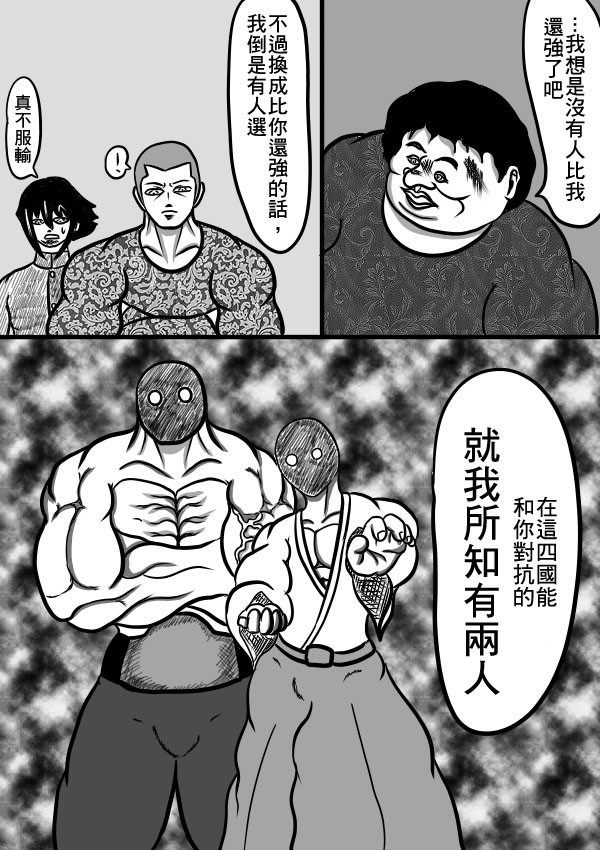 …我想是沒有人比我
還強了吧
不過換成比你還強的話，
我倒是有人選
！
真不服輸
在這四國能
和你對抗的
就我所知有兩人